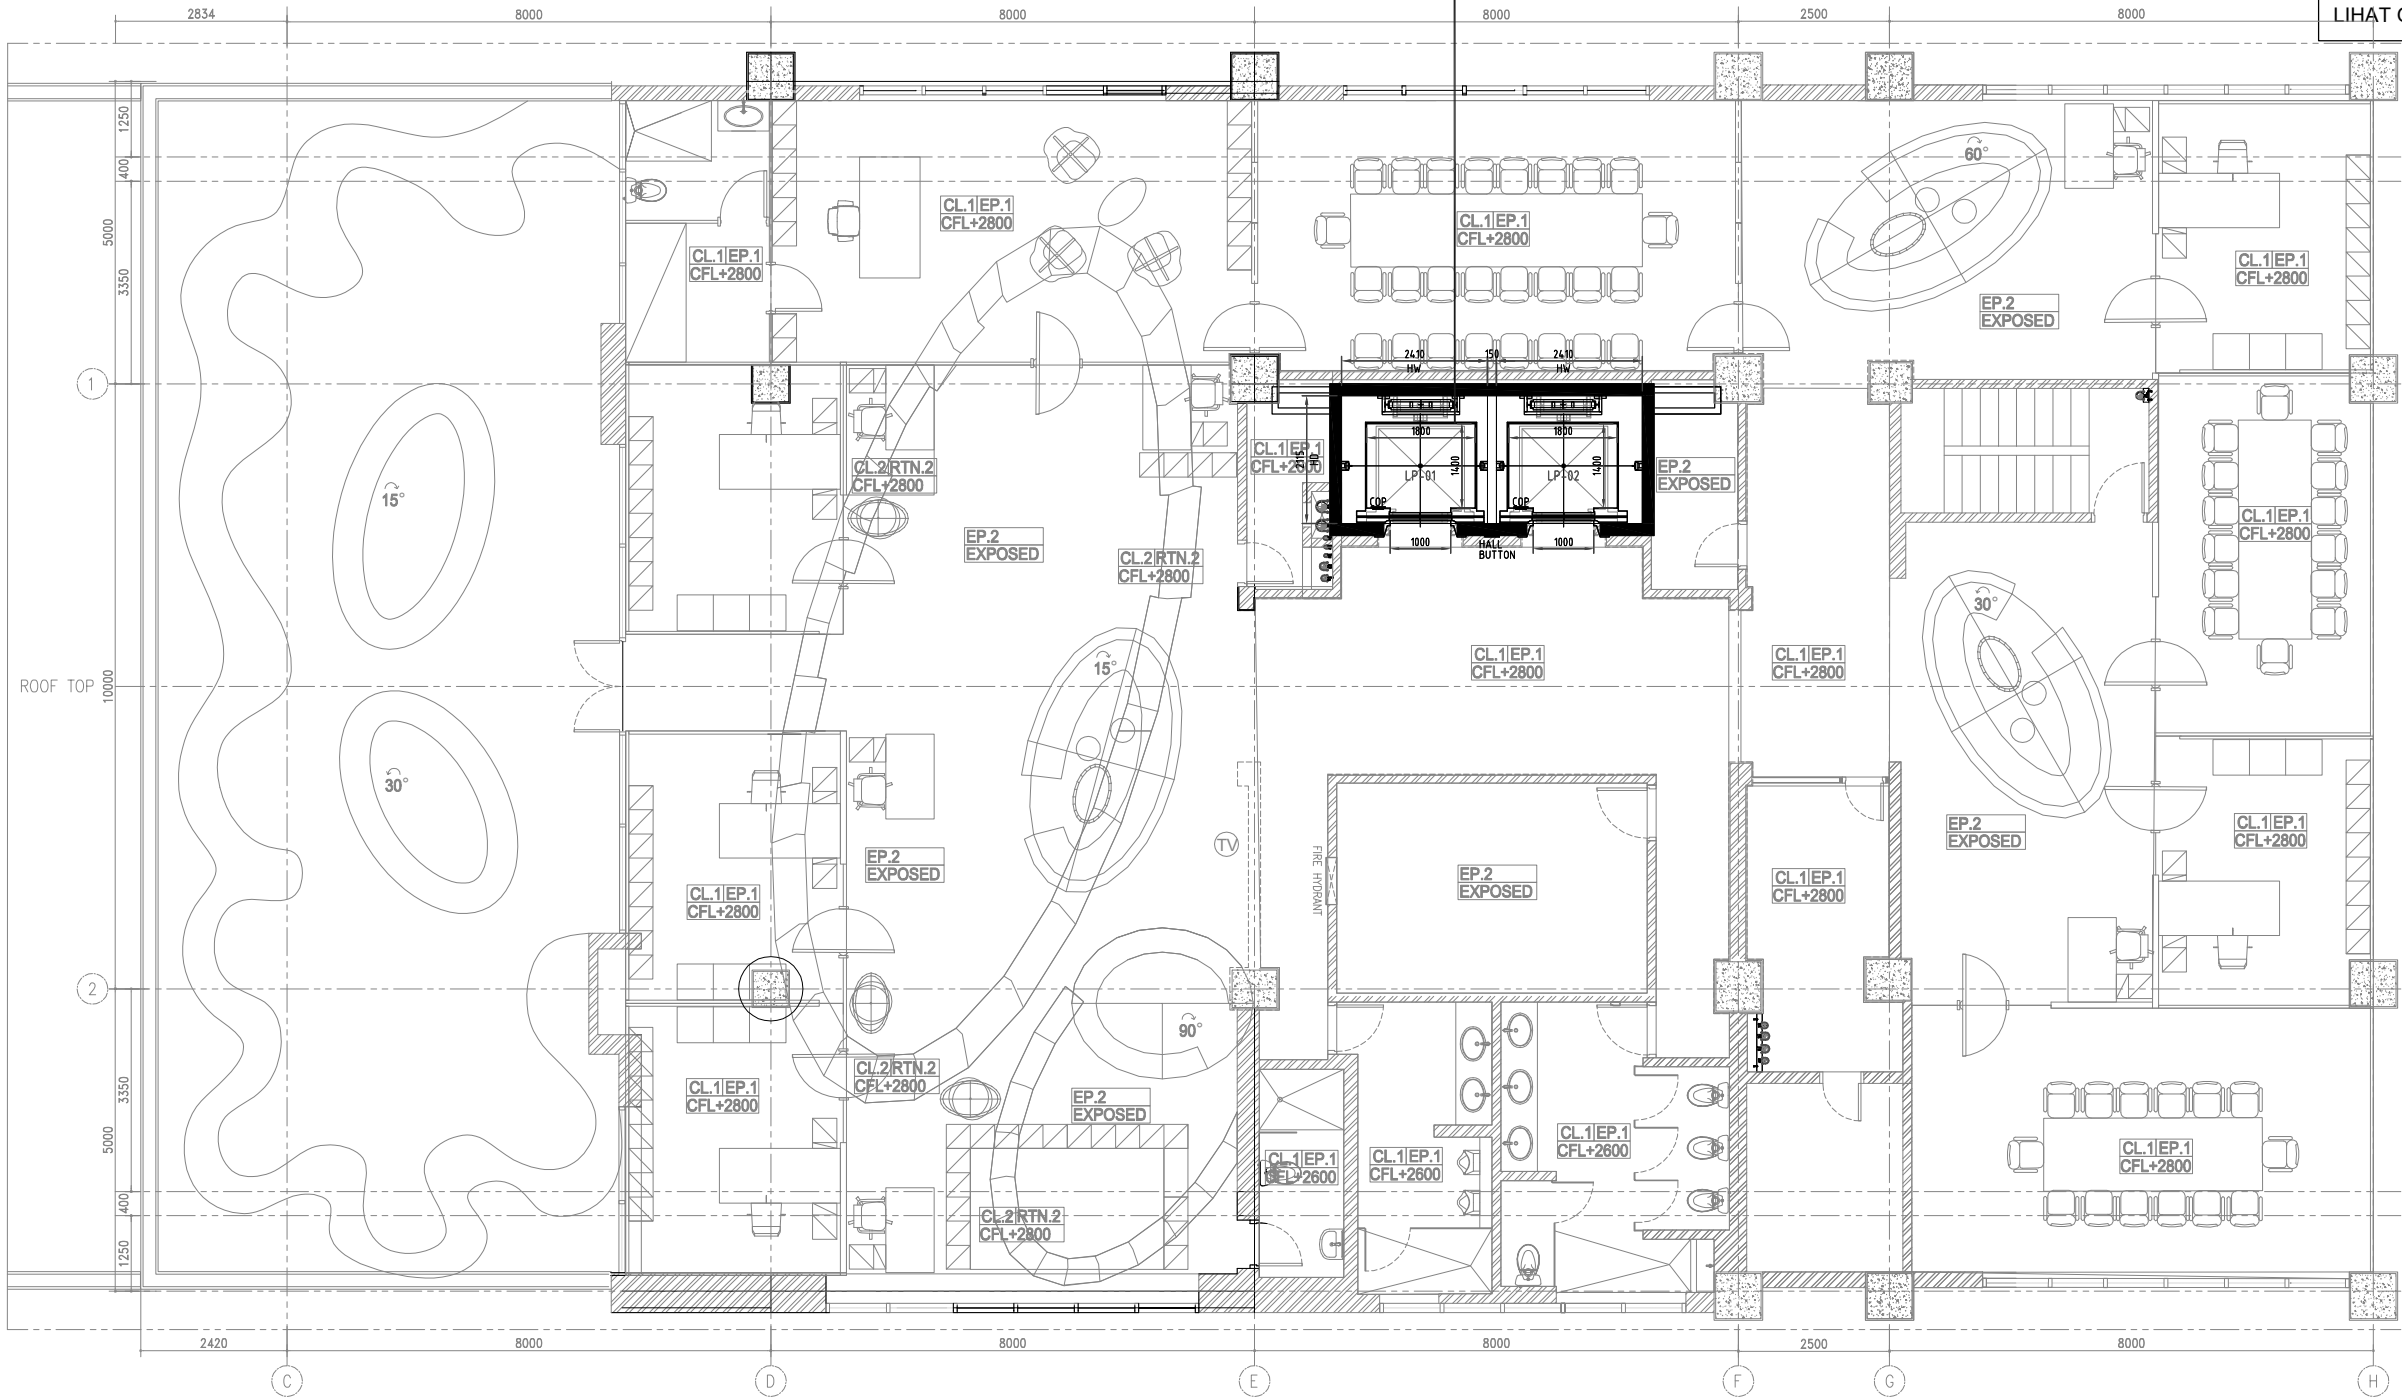 2834
8000
8000
8000
2500
8000
LIHAT
1250
400
5000
3350
10000
3350
5000
400
1250
1
2
ROOF TOP
15°
30°
CL.1 EP.1
CFL+2800
CL.1 EP.1
CFL+2800
CL.1 EP.1
CFL+2800
60°
CL.1 EP.1
CFL+2800
EP.2
EXPOSED
2410
150
2410
HW
HW
CL.1 EP.1
2115
HD
1800
1800
1400
1400
LP-01
LP-02
COP
COP
1000
1000
HALL
BUTTON
EP.2
EXPOSED
CL.2 RTN.2
CFL+2800
EP.2
EXPOSED
CL.2 RTN.2
CFL+2800
CL.1 EP.1
CFL+2800
30°
15°
CL.1 EP.1
CFL+2800
CL.1 EP.1
CFL+2800
TV
FIRE HYDRANT
EP.2
EXPOSED
EP.2
EXPOSED
CL.1 EP.1
CFL+2800
EP.2
EXPOSED
CL.1 EP.1
CFL+2800
CL.1 EP.1
CFL+2800
90°
CL.2 RTN.2
CFL+2800
CL.1 EP.1
CFL+2800
EP.2
EXPOSED
CL.1 EP.1
CFL+2600
CL.1 EP.1
CFL+2600
CL.1 EP.1
CFL+2600
CL.1 EP.1
CFL+2800
CL.2 RTN.2
CFL+2800
2420
8000
8000
8000
2500
8000
C
D
E
F
G
H